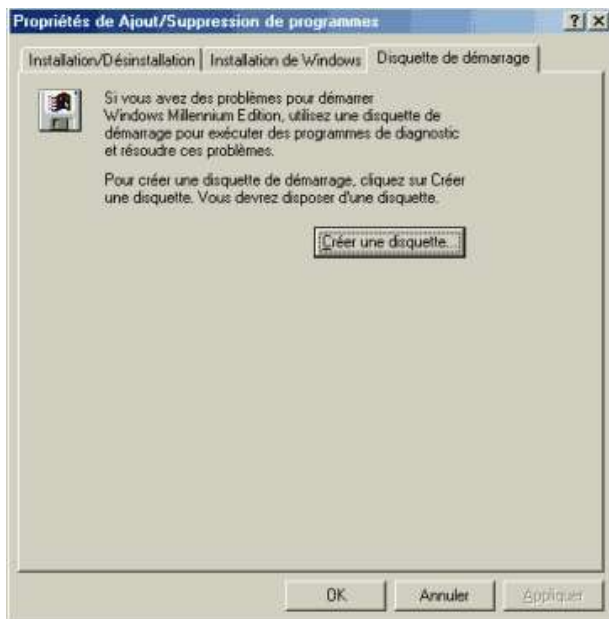 Propriétés de Ajout/Suppression de programmes
Installation/Désinstallation
Installation de Windows
Disquette de démarrage
Si vous avez des problèmes pour démarrer
Windows Millennium Edition, utilisez une disquette de
démarrage pour exécuter des programmes de diagnostic
et résoudre ces problèmes.
Pour créer une disquette de démarrage, cliquez sur Créer
une disquette. Vous devrez disposer d'une disquette.
Créer une disquette...
OK
Annuler
Appliquer